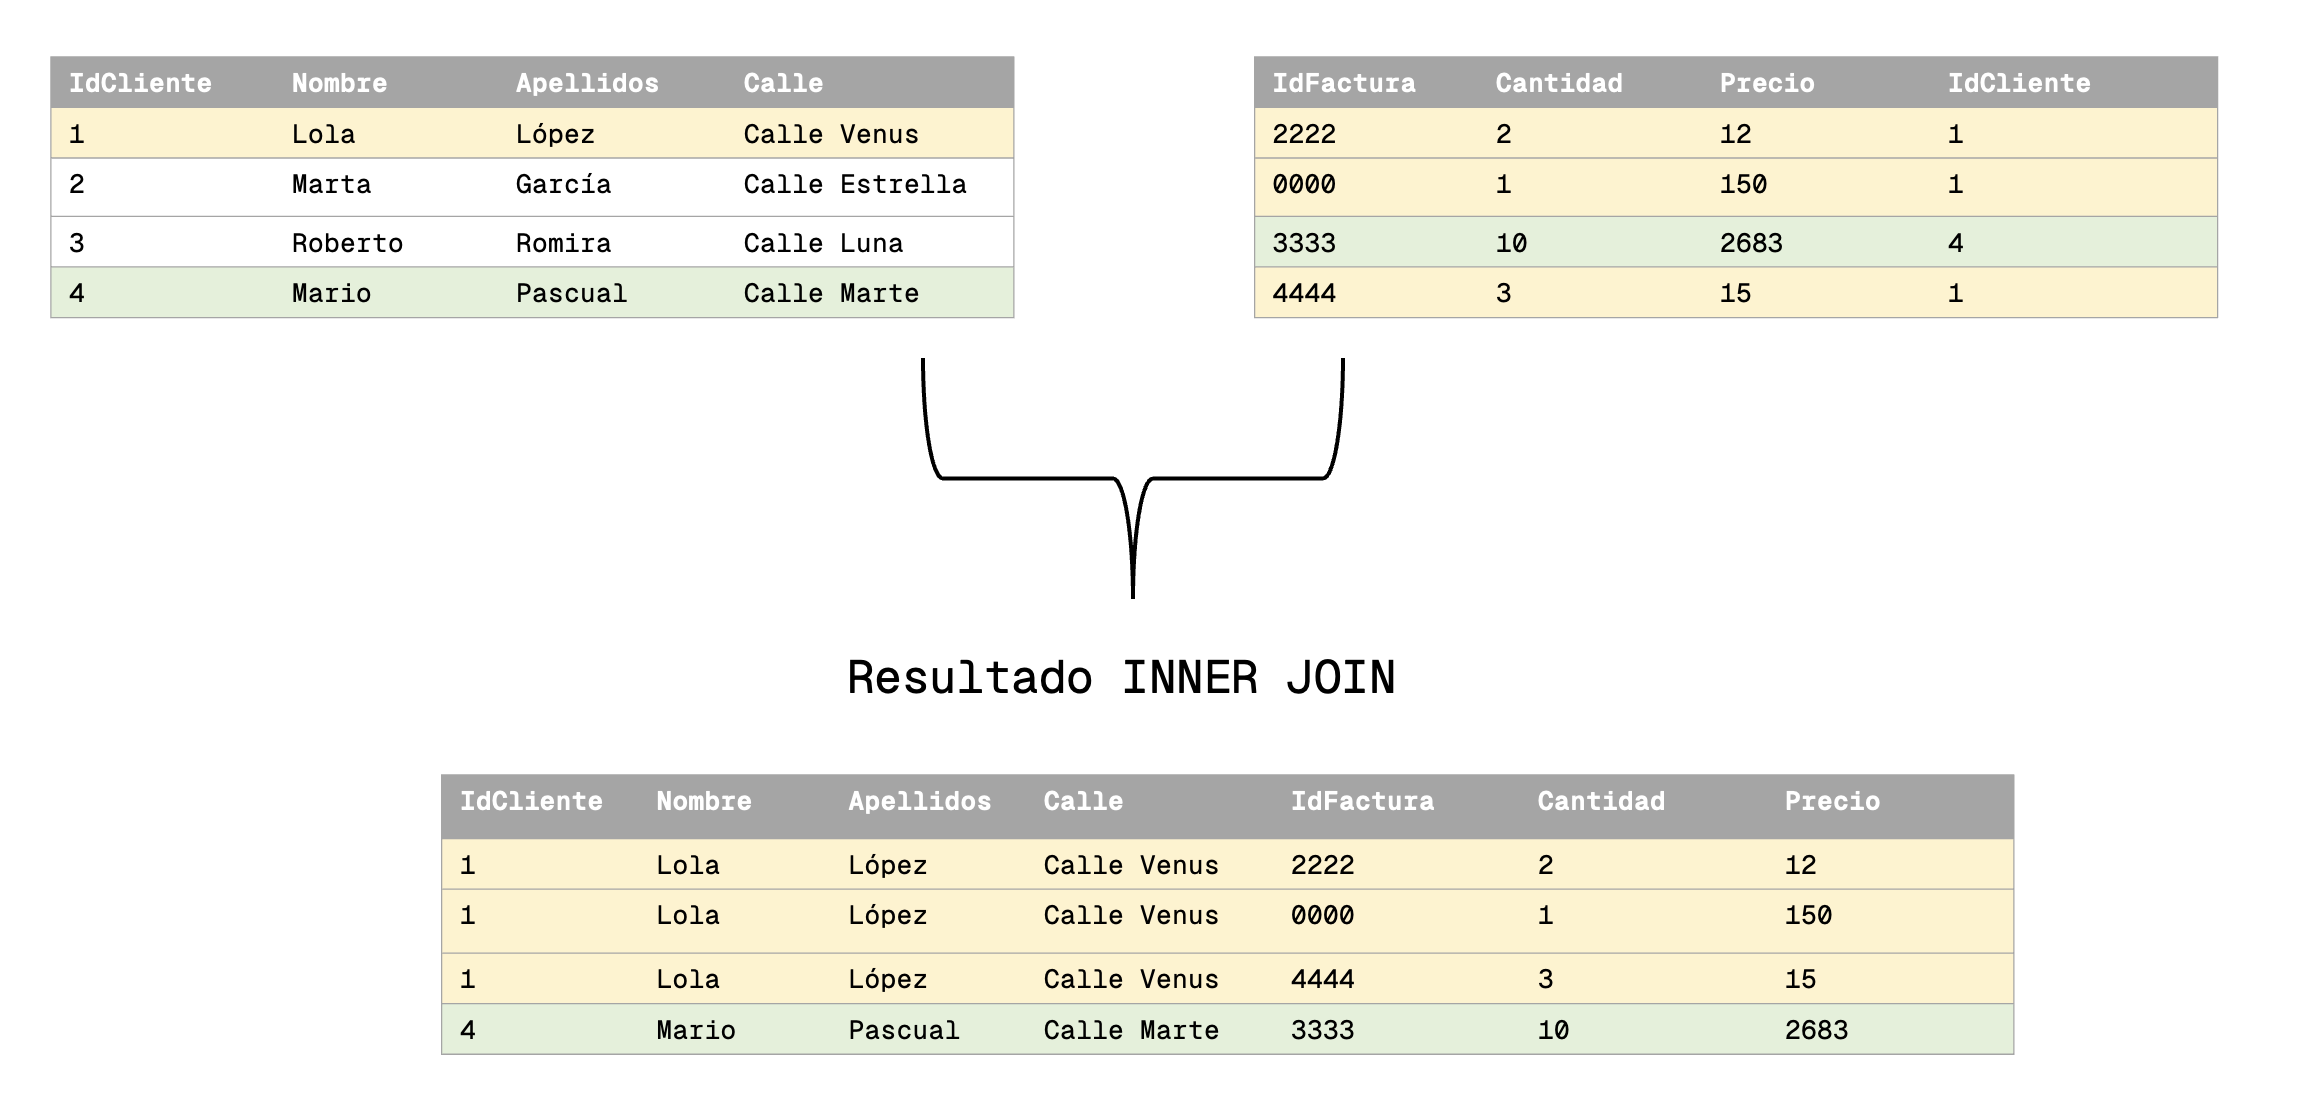 IdCliente Nombre Apellidos Calle
1 Lola López Calle Venus
2 Marta García Calle Estrella
3 Roberto Romira Calle Luna
4 Mario Pascual Calle Marte
IdFactura Cantidad Precio IdCliente
2222 2 12 1
0000 1 150 1
3333 10 2683 4
4444 3 15 1
Resultado INNER JOIN
IdCliente Nombre Apellidos Calle IdFactura Cantidad Precio
1 Lola López Calle Venus 2222 2 12
1 Lola López Calle Venus 0000 1 150
1 Lola López Calle Venus 4444 3 15
4 Mario Pascual Calle Marte 3333 10 2683